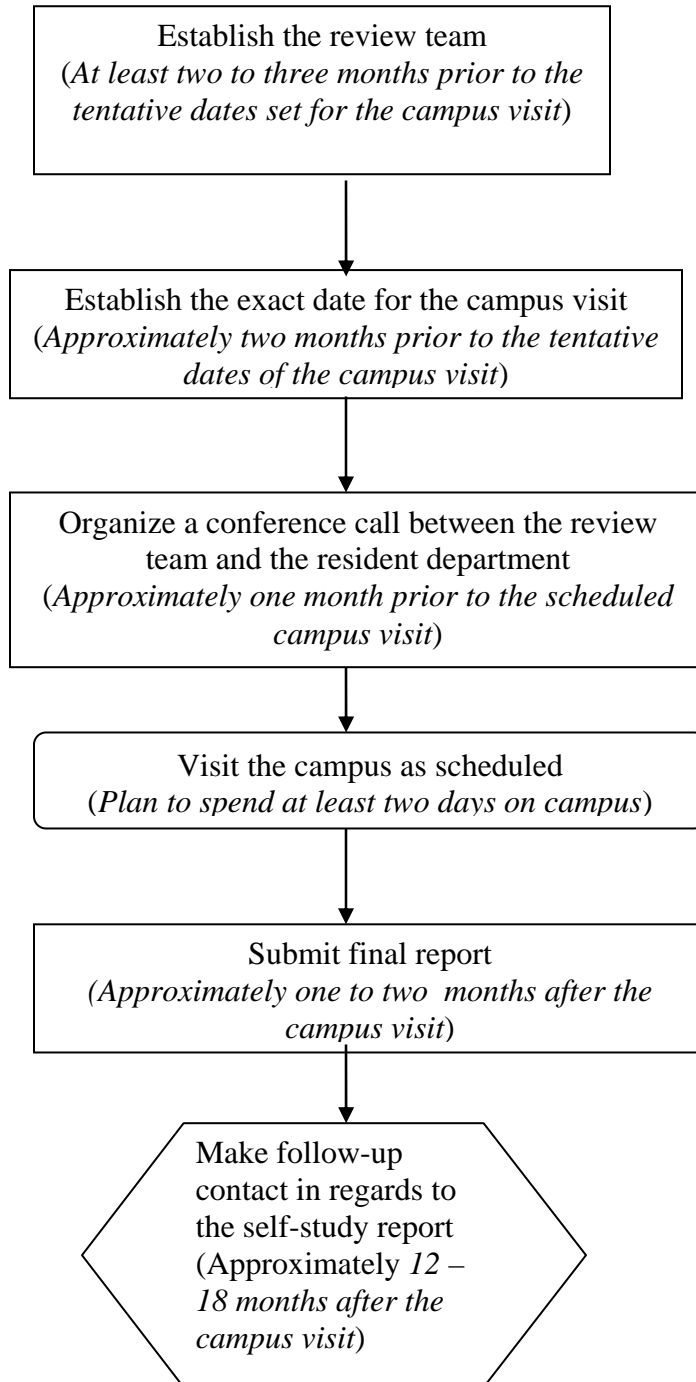 Establish the review team
(At least two to three months prior to the
tentative dates set for the campus visit)
Establish the exact date for the campus visit
(Approximately two months prior to the tentative
dates of the campus visit)
Organize a conference call between the review
team and the resident department
(Approximately one month prior to the scheduled
campus visit)
Visit the campus as scheduled
(Plan to spend at least two days on campus)
Submit final report
(Approximately one to two  months after the
campus visit)
Make follow-up
contact in regards to
the self-study report
(Approximately 12 –
18 months after the
campus visit)